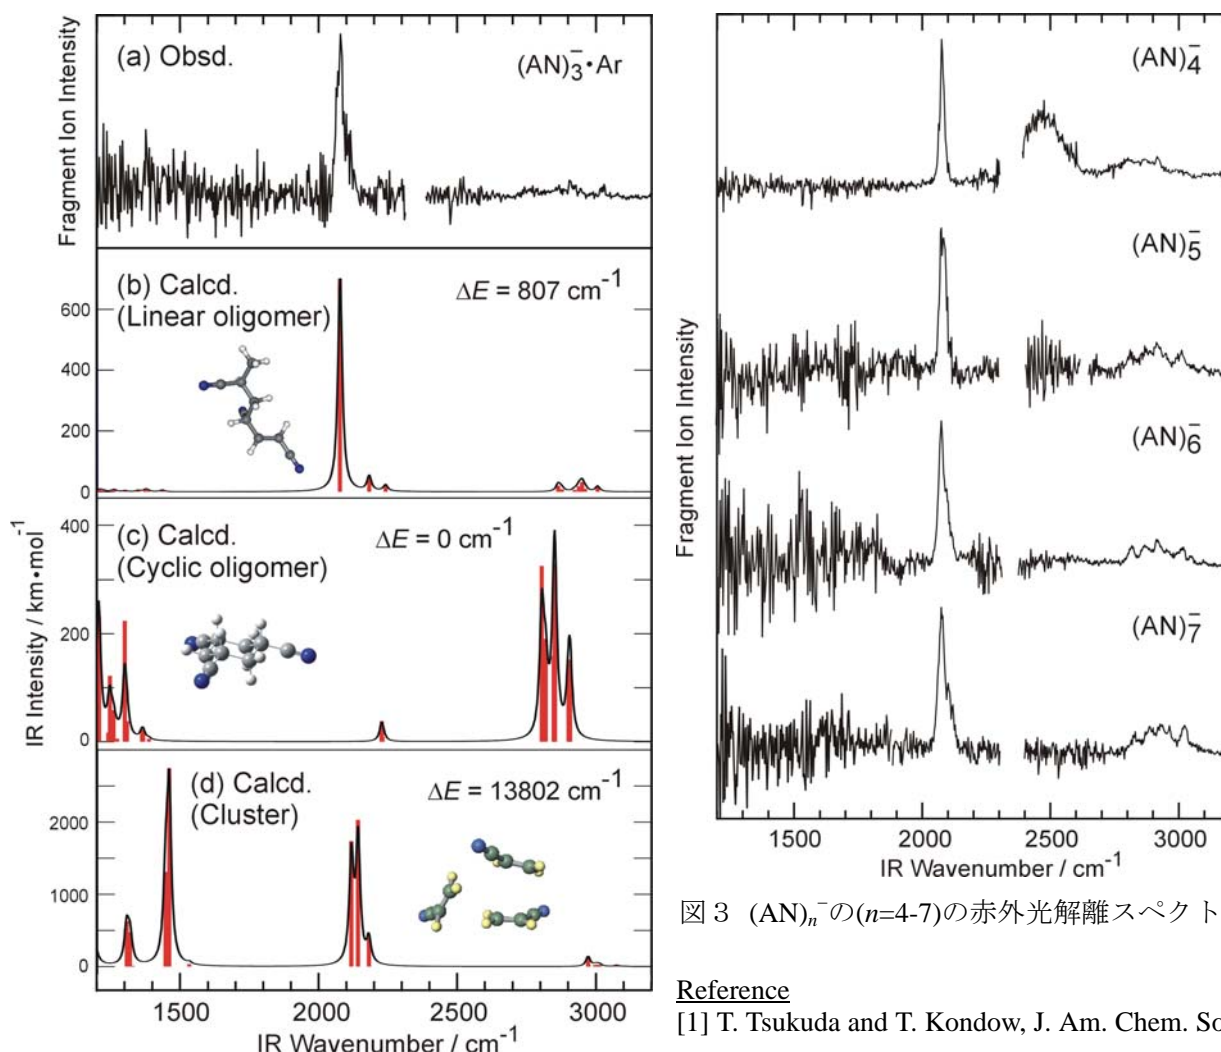 (a) Obsd.
(AN)₃⁻•Ar
Fragment Ion Intensity
(b) Calcd.
(Linear oligomer)
ΔE = 807 cm⁻¹
600
400
200
0
(c) Calcd.
(Cyclic oligomer)
ΔE = 0 cm⁻¹
400
200
0
IR Intensity / km•mol⁻¹
(d) Calcd.
(Cluster)
ΔE = 13802 cm⁻¹
2000
1000
0
1500 2000 2500 3000
IR Wavenumber / cm⁻¹
(AN)₄⁻
(AN)₅⁻
(AN)₆⁻
(AN)₇⁻
Fragment Ion Intensity
1500 2000 2500 3000
IR Wavenumber / cm⁻¹
図3 (AN)ₙ⁻の(n=4-7)の赤外光解離スペクト
Reference
[1] T. Tsukuda and T. Kondow, J. Am. Chem. So